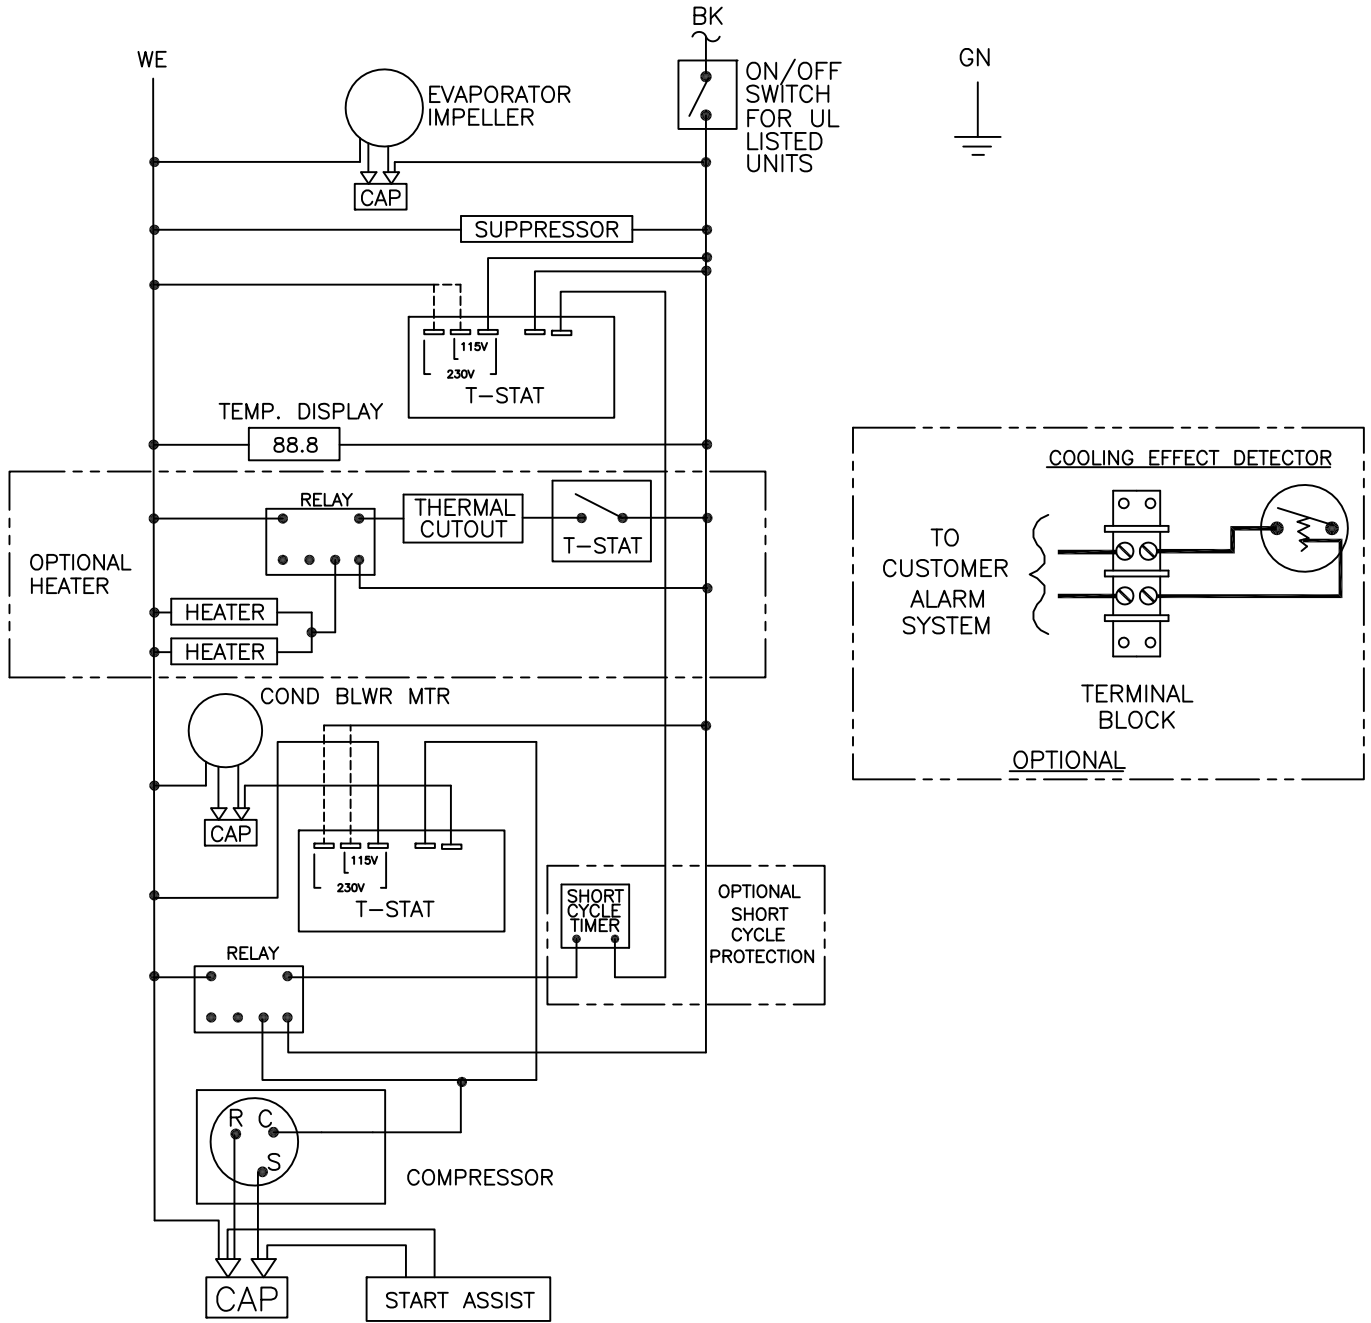 BK
WE
GN
EVAPORATOR
IMPELLER
CAP
ON/OFF
SWITCH
FOR UL
LISTED
UNITS
SUPPRESSOR
115V
230V
T-STAT
TEMP. DISPLAY
88.8
OPTIONAL
HEATER
RELAY
THERMAL
CUTOUT
T-STAT
HEATER
HEATER
COOLING EFFECT DETECTOR
TO
CUSTOMER
ALARM
SYSTEM
TERMINAL
BLOCK
OPTIONAL
COND BLWR MTR
CAP
115V
230V
T-STAT
SHORT
CYCLE
TIMER
OPTIONAL
SHORT
CYCLE
PROTECTION
RELAY
R C
S
COMPRESSOR
CAP
START ASSIST